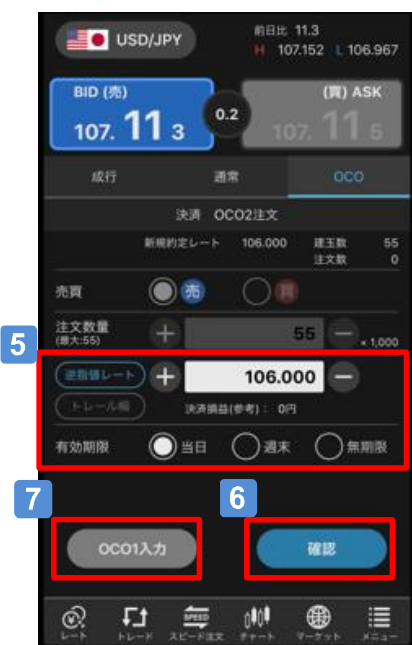 USD/JPY
前日比 11.3
H 107.152 L 106.967
BID (売)
107. 11 3
0.2
(買) ASK
107. 11 5
成行 通常 OCO
決済 OCO2注文
新規約定レート 106.000 建玉数 55
注文数 0
売買 売 買
注文数量
(最大:55)
55
× 1,000
5
逆指値レート
106.000
トレール幅
決済損益(参考): 0円
有効期限 当日 週末 無期限
7
6
OCO1入力
確認
レート トレード スピード注文 チャート マーケット メニュー
SPEED